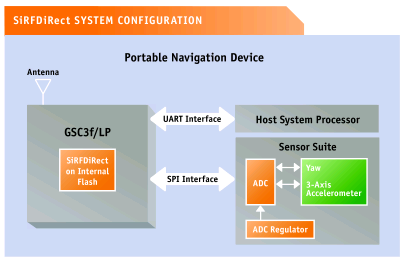 SiRFDiRect SYSTEM CONFIGURATION
Portable Navigation Device
Antenna
GSC3f/LP
SiRFDiRect
on Internal
Flash
UART Interface
SPI Interface
Host System Processor
Sensor Suite
ADC
Yaw
3-Axis
Accelerometer
ADC Regulator